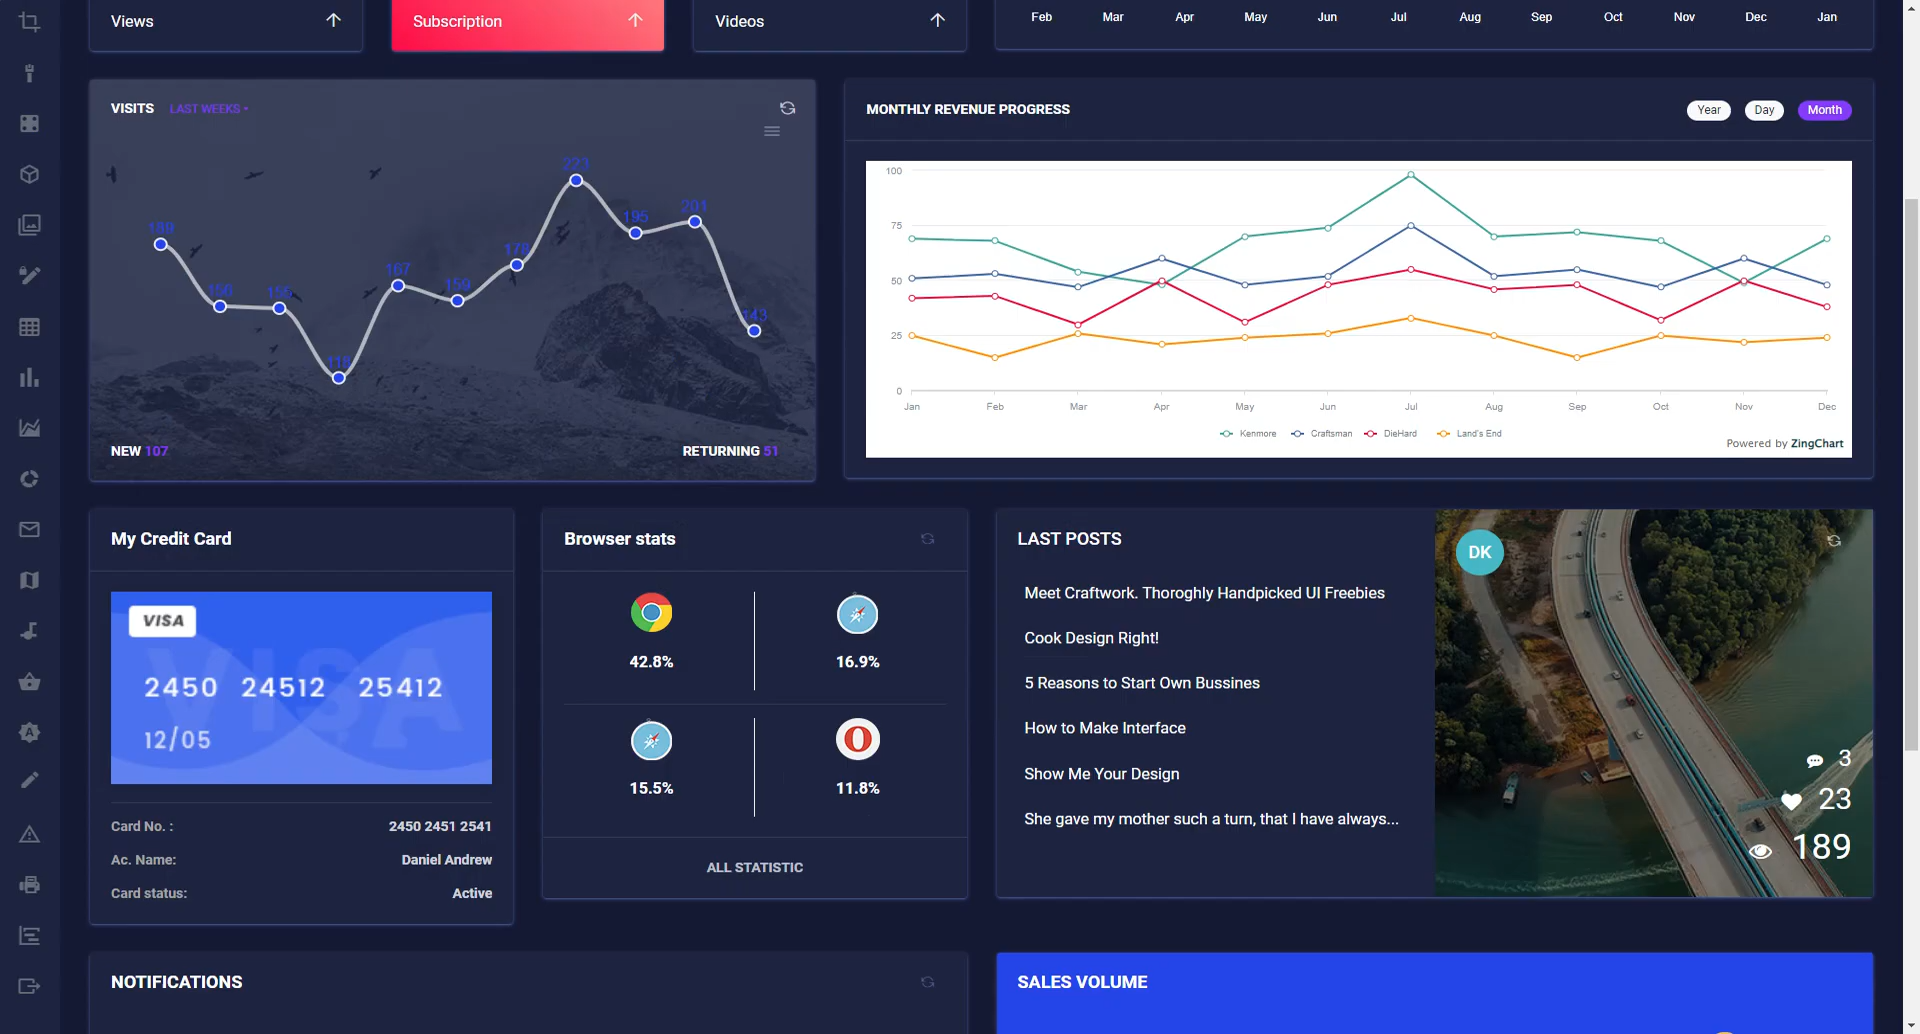 Views
Subscription
Videos
Feb Mar Apr May Jun Jul Aug Sep Oct Nov Dec Jan
VISITS LAST WEEKS
223
201
195
189
178
167
159
156
155
143
118
NEW 107
RETURNING 51
MONTHLY REVENUE PROGRESS
Year Day Month
100
75
50
25
0
Jan Feb Mar Apr May Jun Jul Aug Sep Oct Nov Dec
Kenmore Craftsman DieHard Land's End
Powered by ZingChart
My Credit Card
VISA
VISA
2450 24512 25412
12/05
Card No. : 2450 2451 2541
Ac. Name: Daniel Andrew
Card status: Active
Browser stats
42.8% 16.9%
15.5% 11.8%
ALL STATISTIC
LAST POSTS
Meet Craftwork. Thoroghly Handpicked UI Freebies
Cook Design Right!
5 Reasons to Start Own Bussines
How to Make Interface
Show Me Your Design
She gave my mother such a turn, that I have always...
DK
3
23
189
NOTIFICATIONS
SALES VOLUME